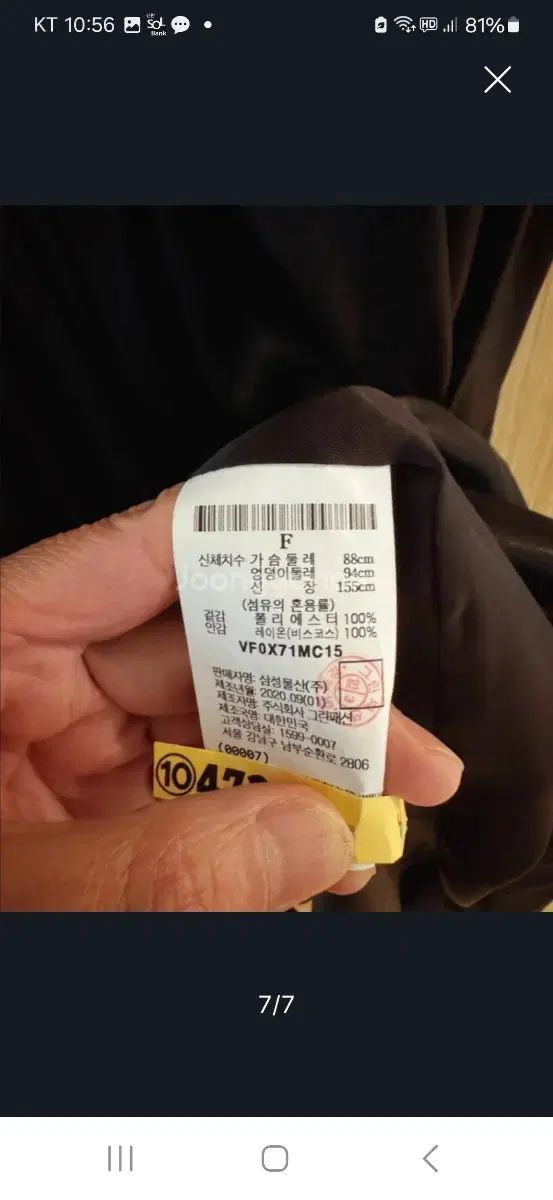 KT 10:56
HD 81%
F
신체치수 가 슴 둘 레 88cm
엉덩이둘레 94cm
신 장 155cm
(섬유의 혼용률)
겉감 폴 리 에 스 터 100%
안감 레이온(비스코스) 100%
VF0X71MC15
판매자명: 삼성물산(주)
제조년월: 2020.09(01)
제조자명: 주식회사 그린패션
제조국명: 대한민국
고객상담실: 1599-0007
서울 강남구 남부순환로 2806
(00007)
⑩
7/7